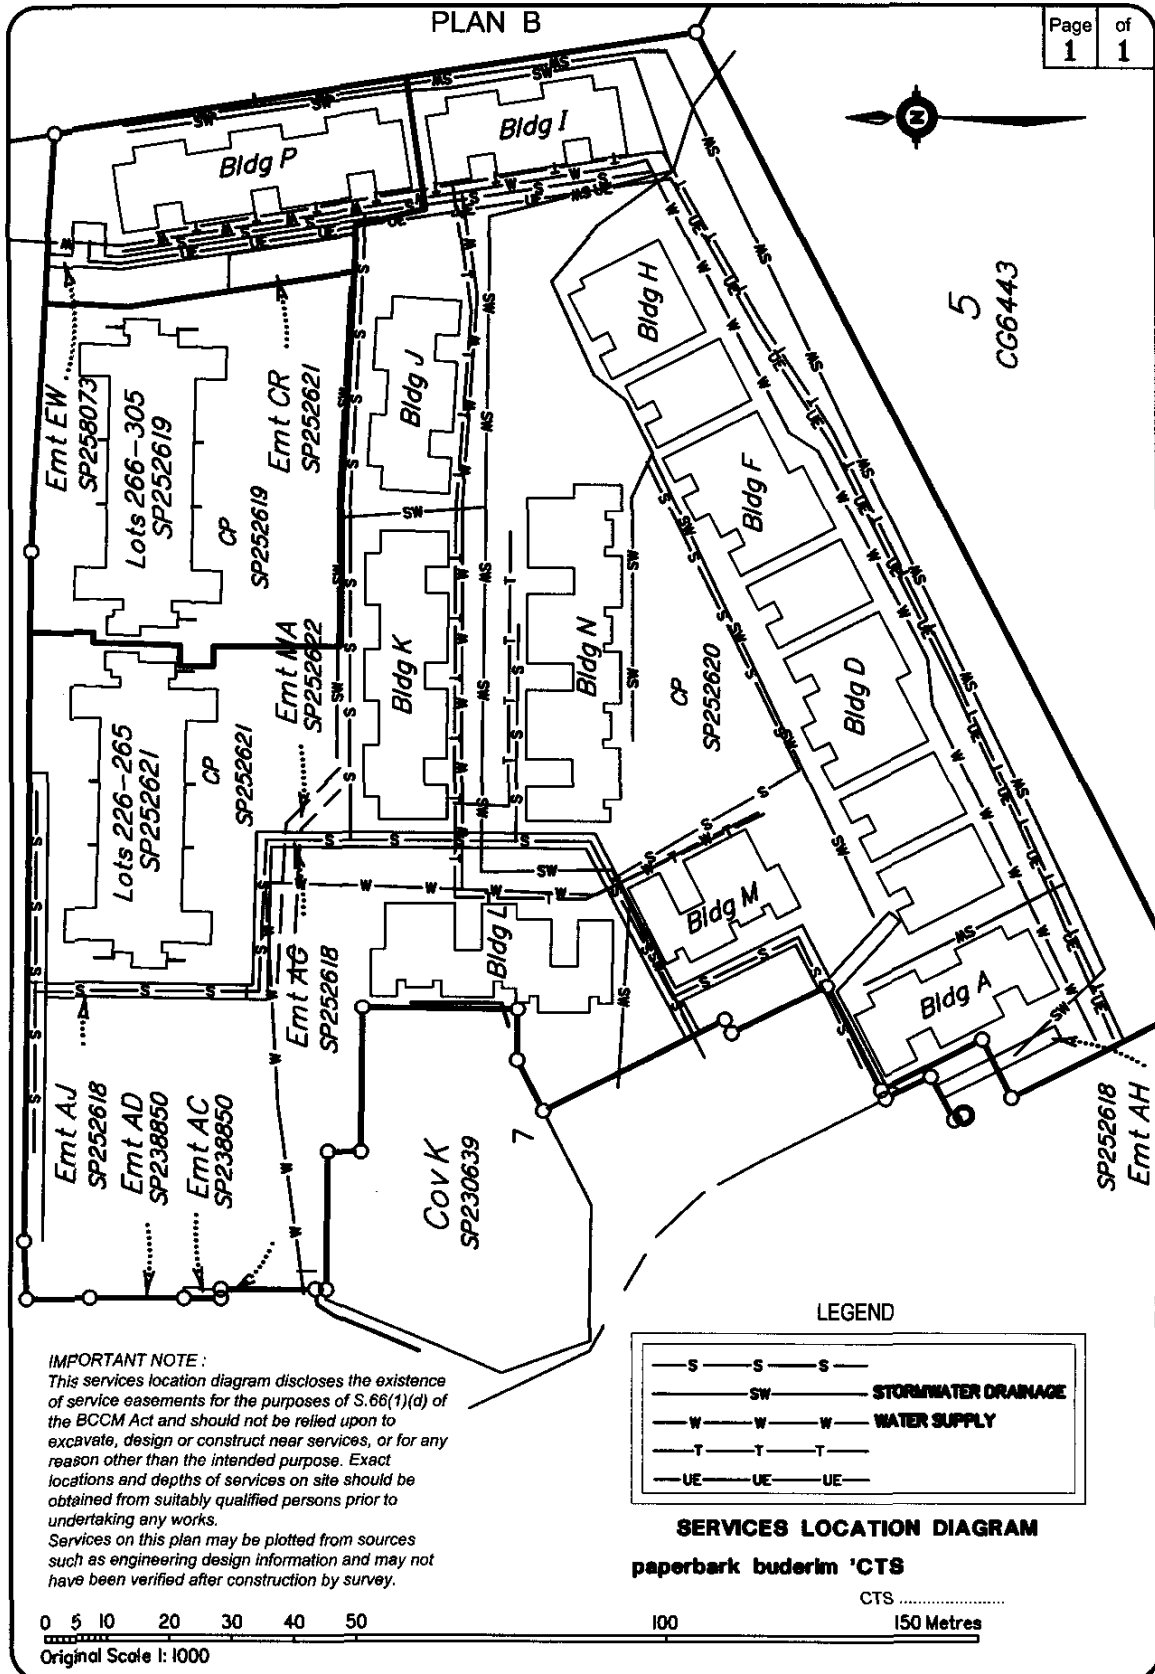 PLAN B
Page of
1 1
N
Bldg P
Bldg I
Bldg H
5
CG6443
Bldg J
Bldg F
Emt EW
SP258073
Lots 266-305
SP252619
CP
SP252619
Emt CR
SP252621
Emt MA
SP252622
Bldg K
Bldg N
CP
SP252620
Bldg D
Lots 226-265
SP252621
CP
SP252621
Emt AG
SP252618
Bldg L
Bldg M
Bldg A
Emt AJ
SP252618
Emt AD
SP238850
Emt AC
SP238850
Cov K
SP230639
7
SP252618
Emt AH
LEGEND
S S S
SW STORMWATER DRAINAGE
W W W WATER SUPPLY
T T T
UE UE UE
IMPORTANT NOTE :
This services location diagram discloses the existence
of service easements for the purposes of S.66(1)(d) of
the BCCM Act and should not be relied upon to
excavate, design or construct near services, or for any
reason other than the intended purpose. Exact
locations and depths of services on site should be
obtained from suitably qualified persons prior to
undertaking any works.
Services on this plan may be plotted from sources
such as engineering design information and may not
have been verified after construction by survey.
SERVICES LOCATION DIAGRAM
paperbark buderim 'CTS
CTS ......................
0 5 10 20 30 40 50 100 150 Metres
Original Scale 1: 1000